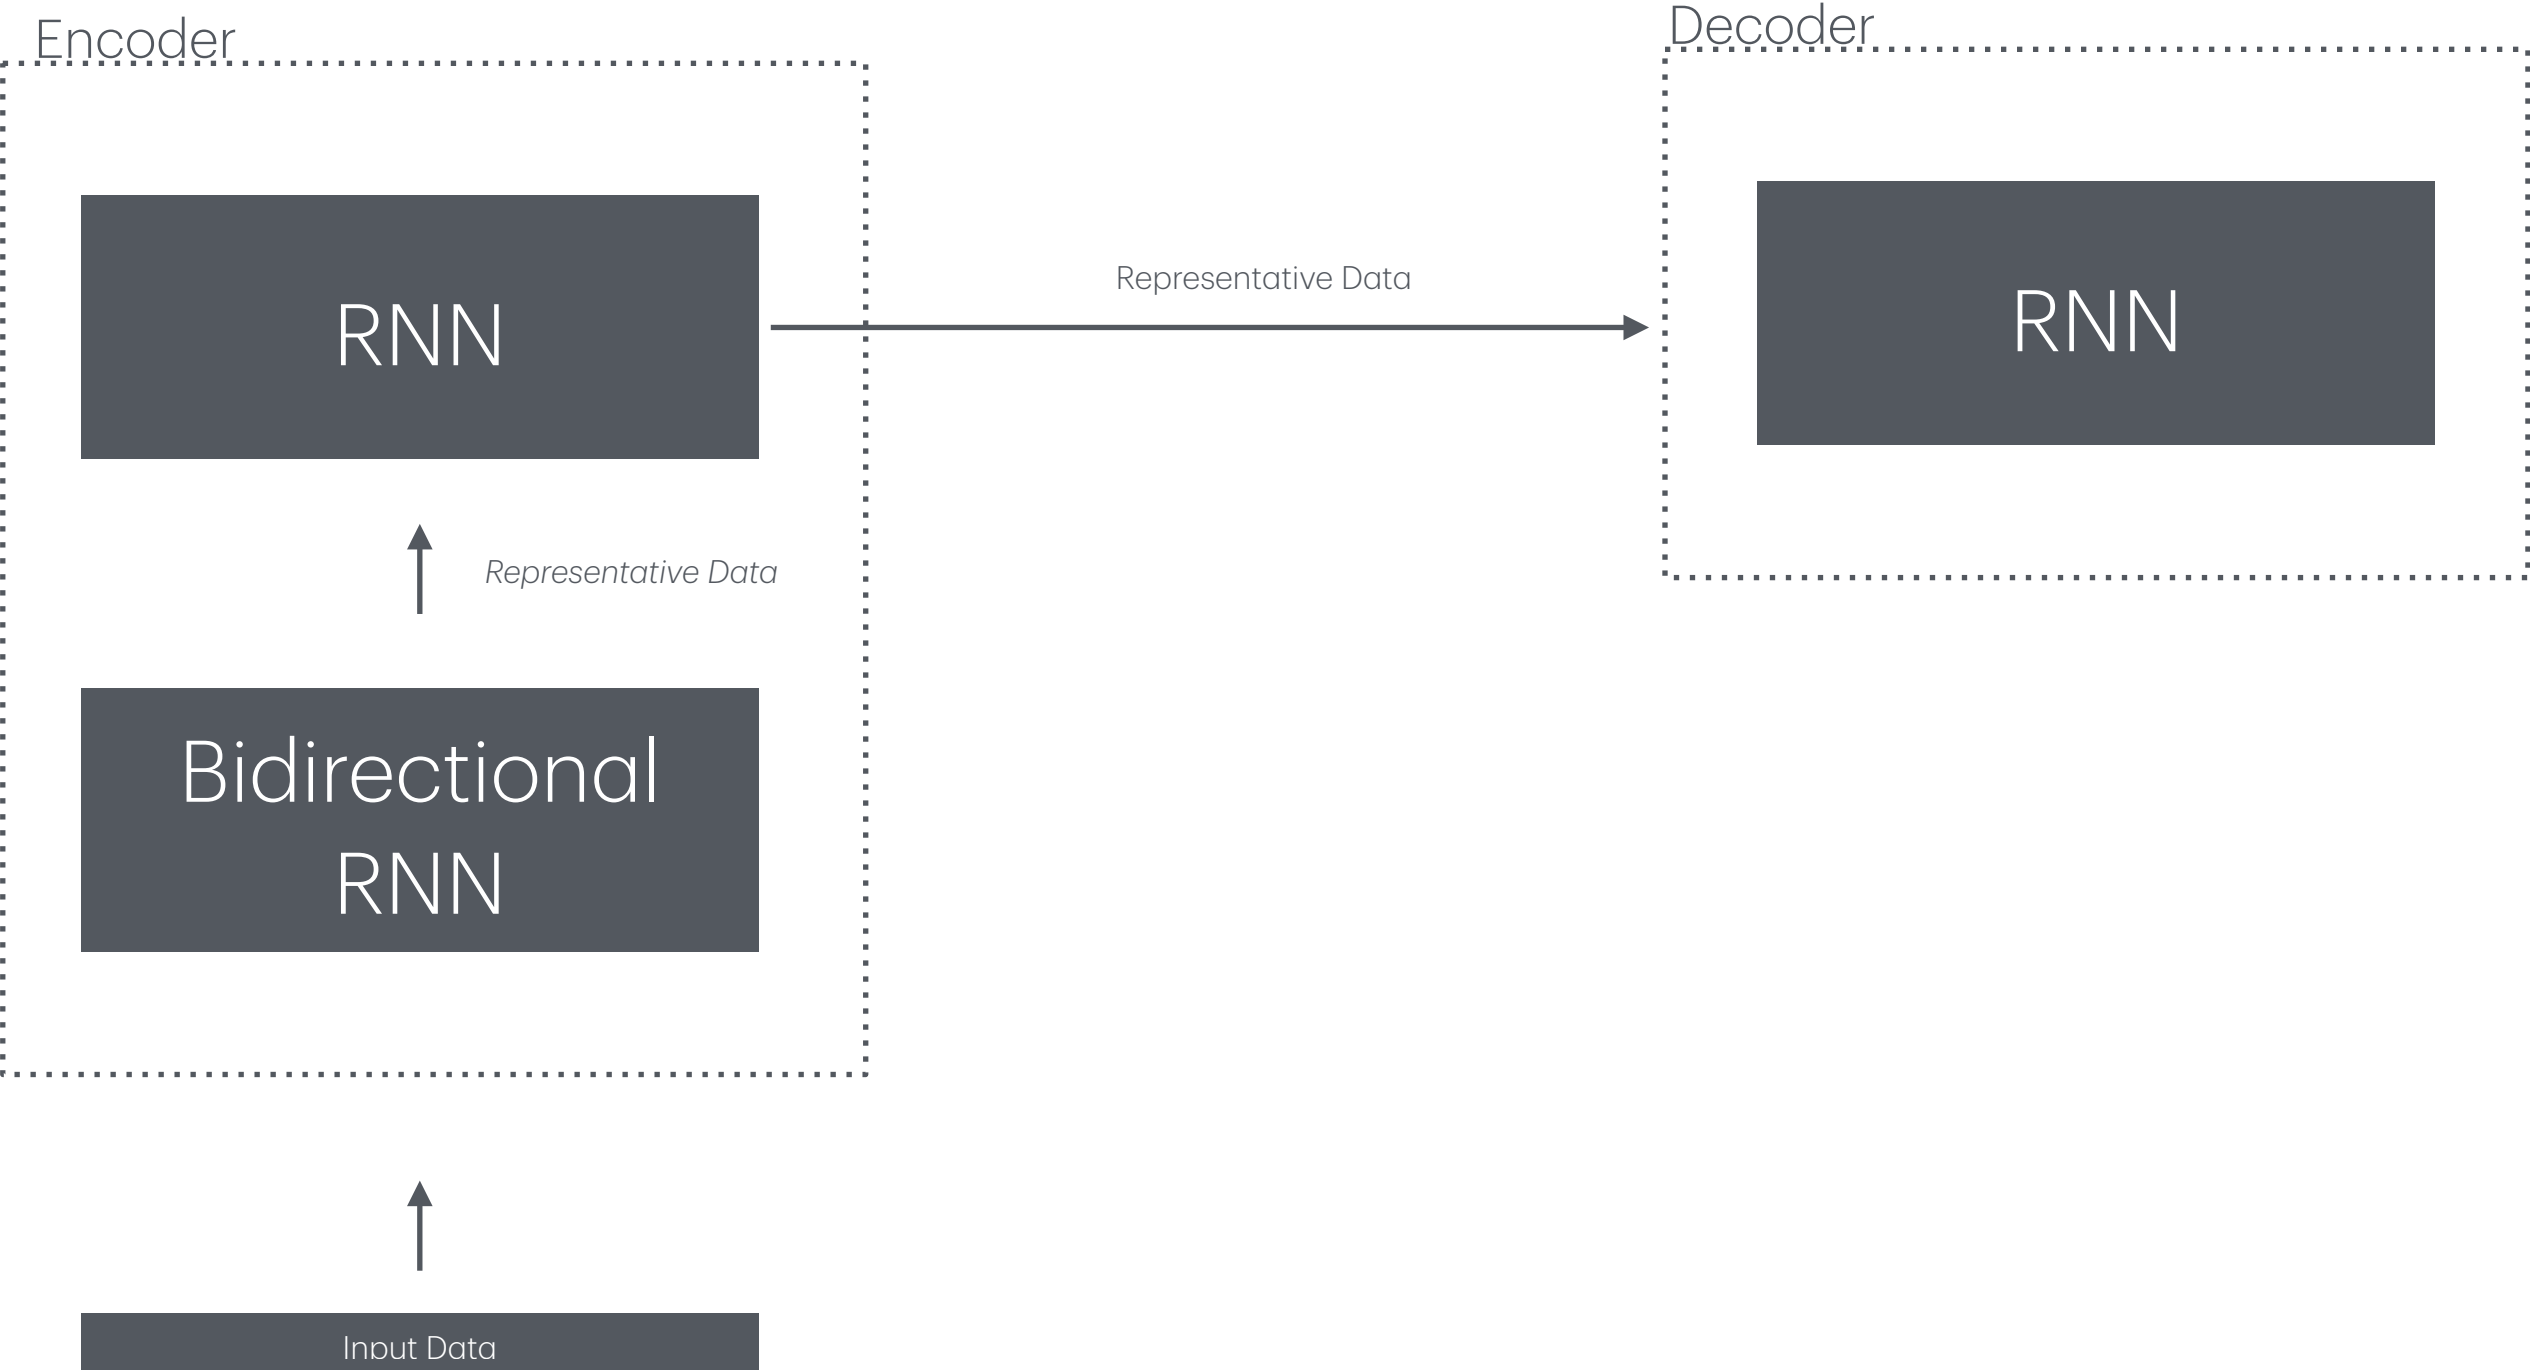 Encoder
Decoder
RNN
Representative Data
RNN
Representative Data
Bidirectional
RNN
Input Data